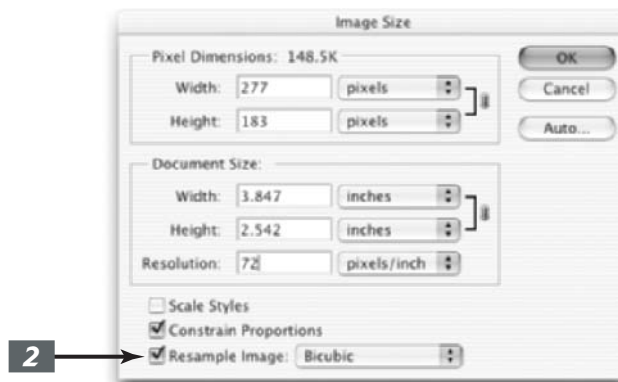 Image Size
Pixel Dimensions: 148.5K
Width: 277 pixels
Height: 183 pixels
OK
Cancel
Auto...
Document Size:
Width: 3.847 inches
Height: 2.542 inches
Resolution: 72 pixels/inch
Scale Styles
Constrain Proportions
2
Resample Image: Bicubic